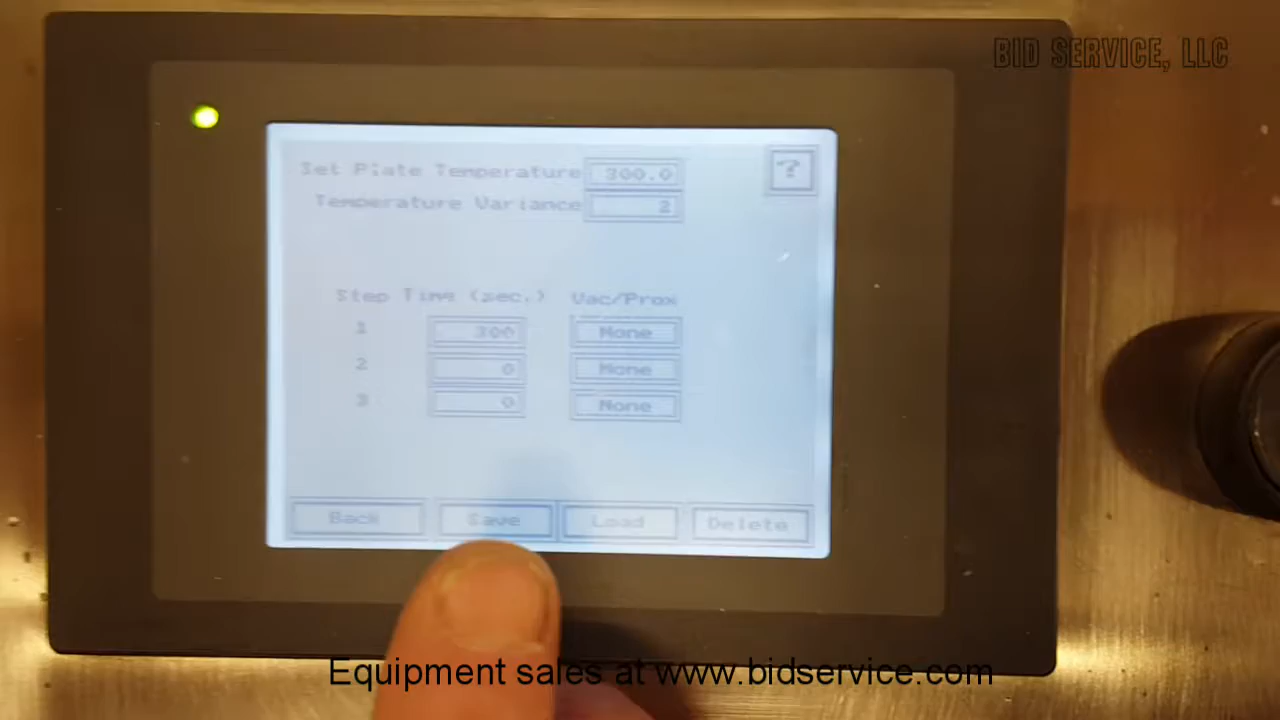 BID SERVICE, LLC
Set Plate Temperature 300.0 ?
Temperature Variance 2
Step Time (sec.) Vac/Prox
1 300 None
2 0 None
3 0 None
Back Save Load Delete
Equipment sales at www.bidservice.com